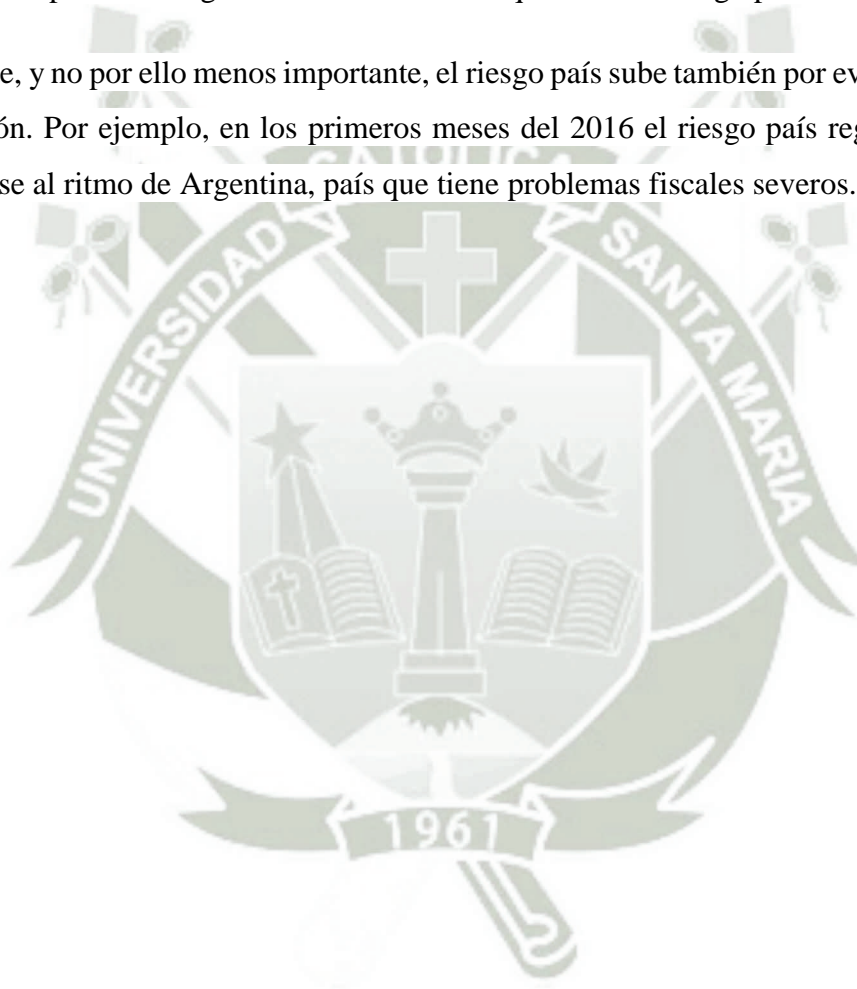 e, y no por ello menos importante, el riesgo país sube también por ev
ón. Por ejemplo, en los primeros meses del 2016 el riesgo país reg
CATOLICA
se al ritmo de Argentina, país que tiene problemas fiscales severos.
UNIVERSIDAD
SANTA MARIA
1961